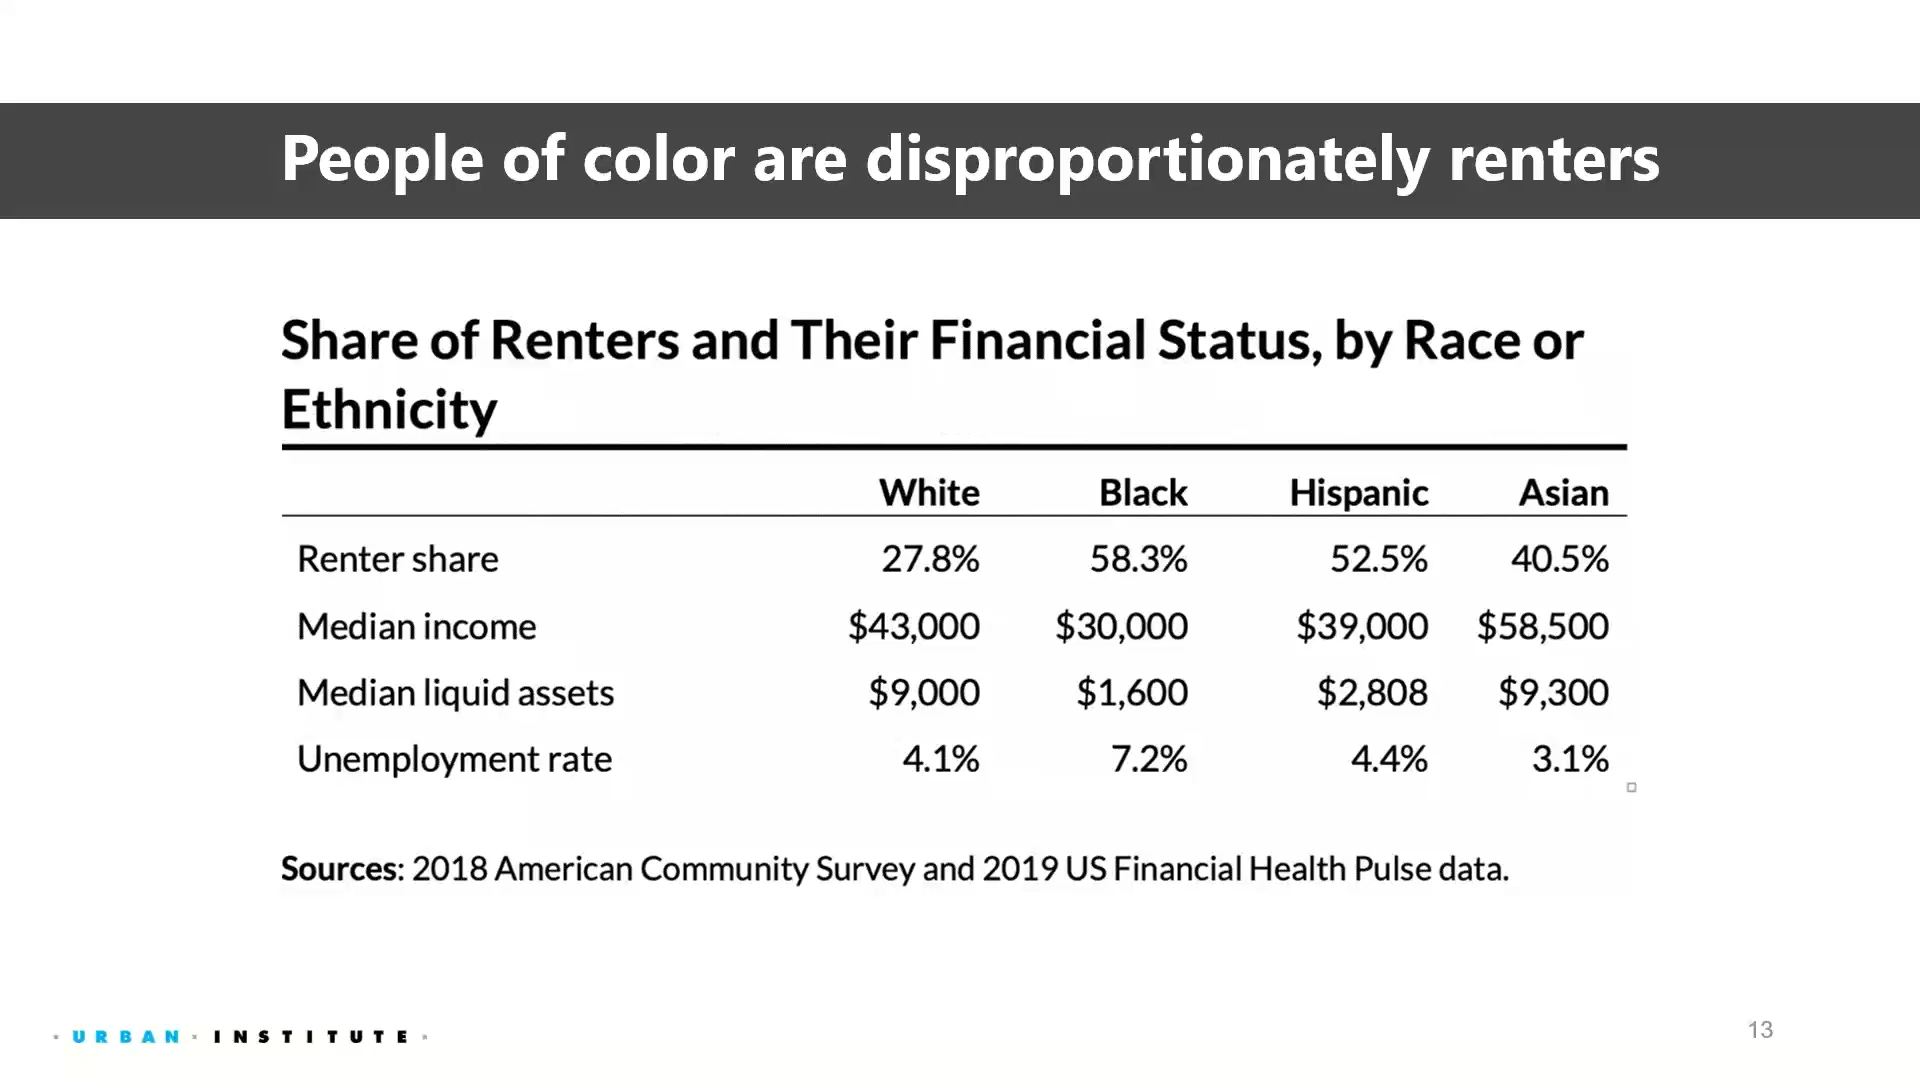 People of color are disproportionately renters
Share of Renters and Their Financial Status, by Race or
Ethnicity
White Black Hispanic Asian
Renter share 27.8% 58.3% 52.5% 40.5%
Median income $43,000 $30,000 $39,000 $58,500
Median liquid assets $9,000 $1,600 $2,808 $9,300
Unemployment rate 4.1% 7.2% 4.4% 3.1%
Sources: 2018 American Community Survey and 2019 US Financial Health Pulse data.
· URBAN · INSTITUTE ·
13